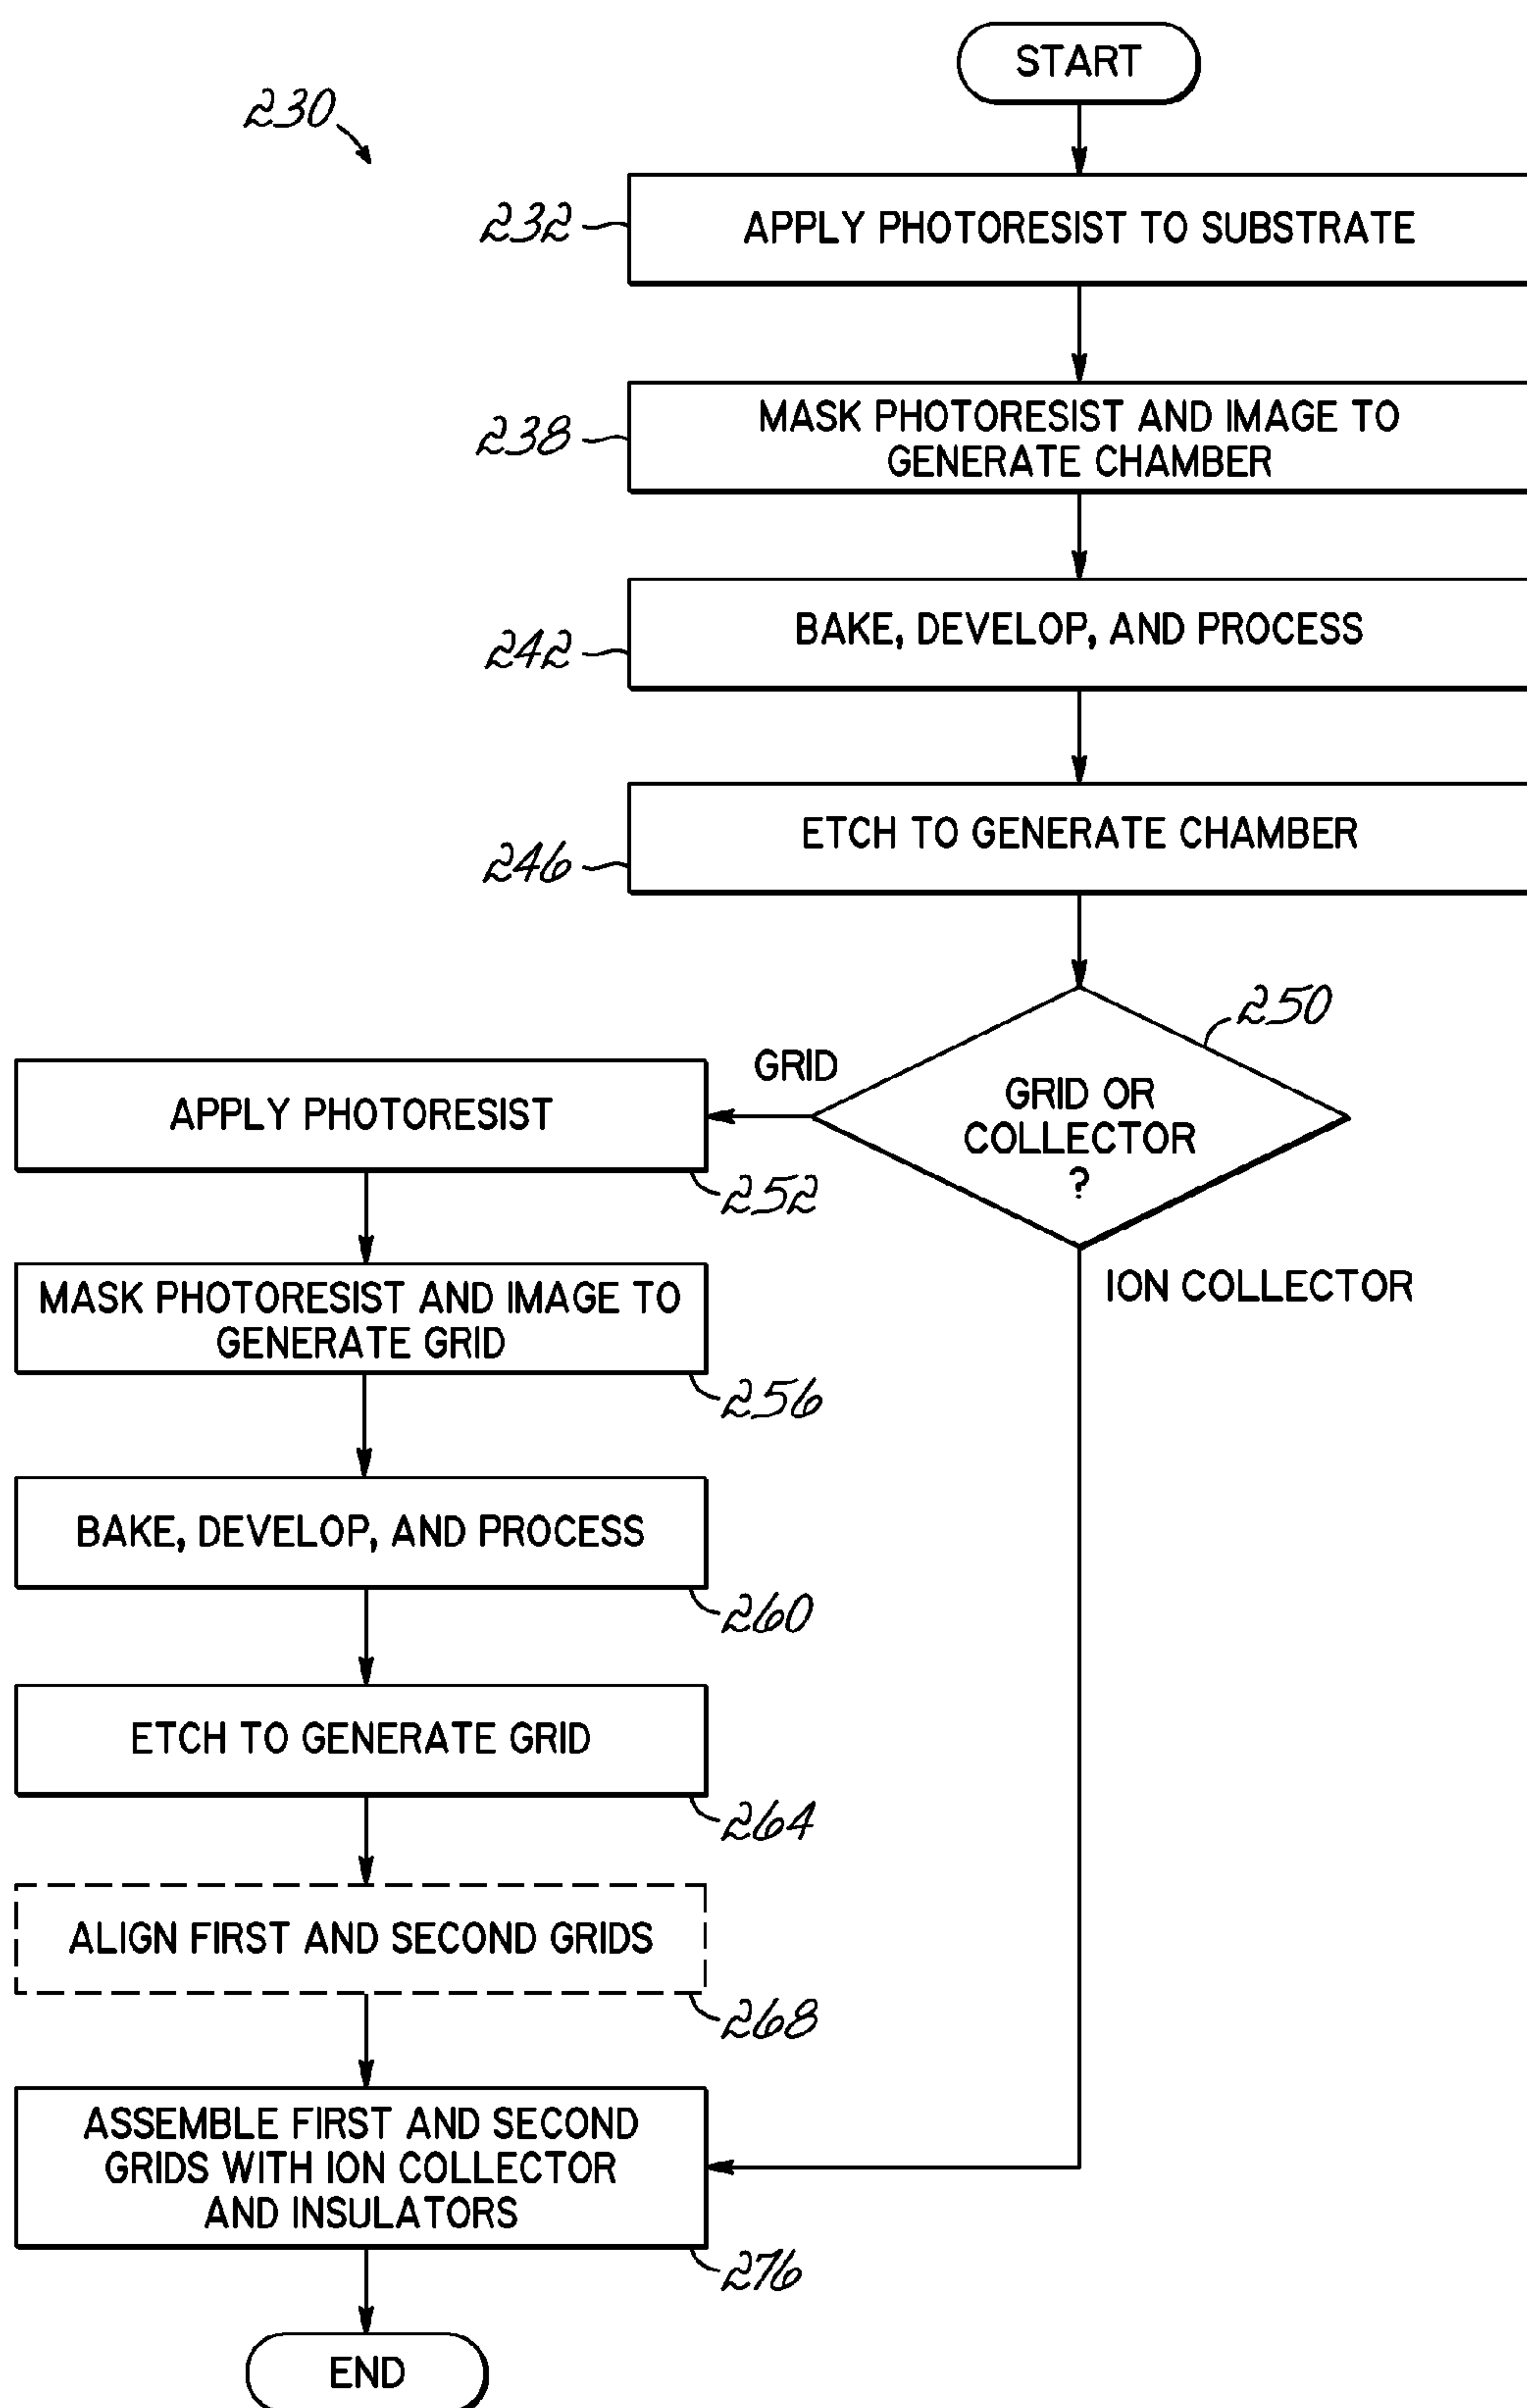 START
230
232
APPLY PHOTORESIST TO SUBSTRATE
238
MASK PHOTORESIST AND IMAGE TO
GENERATE CHAMBER
242
BAKE, DEVELOP, AND PROCESS
246
ETCH TO GENERATE CHAMBER
250
GRID OR
COLLECTOR
?
GRID
ION COLLECTOR
APPLY PHOTORESIST
252
MASK PHOTORESIST AND IMAGE TO
GENERATE GRID
256
BAKE, DEVELOP, AND PROCESS
260
ETCH TO GENERATE GRID
264
ALIGN FIRST AND SECOND GRIDS
268
ASSEMBLE FIRST AND SECOND
GRIDS WITH ION COLLECTOR
AND INSULATORS
276
END